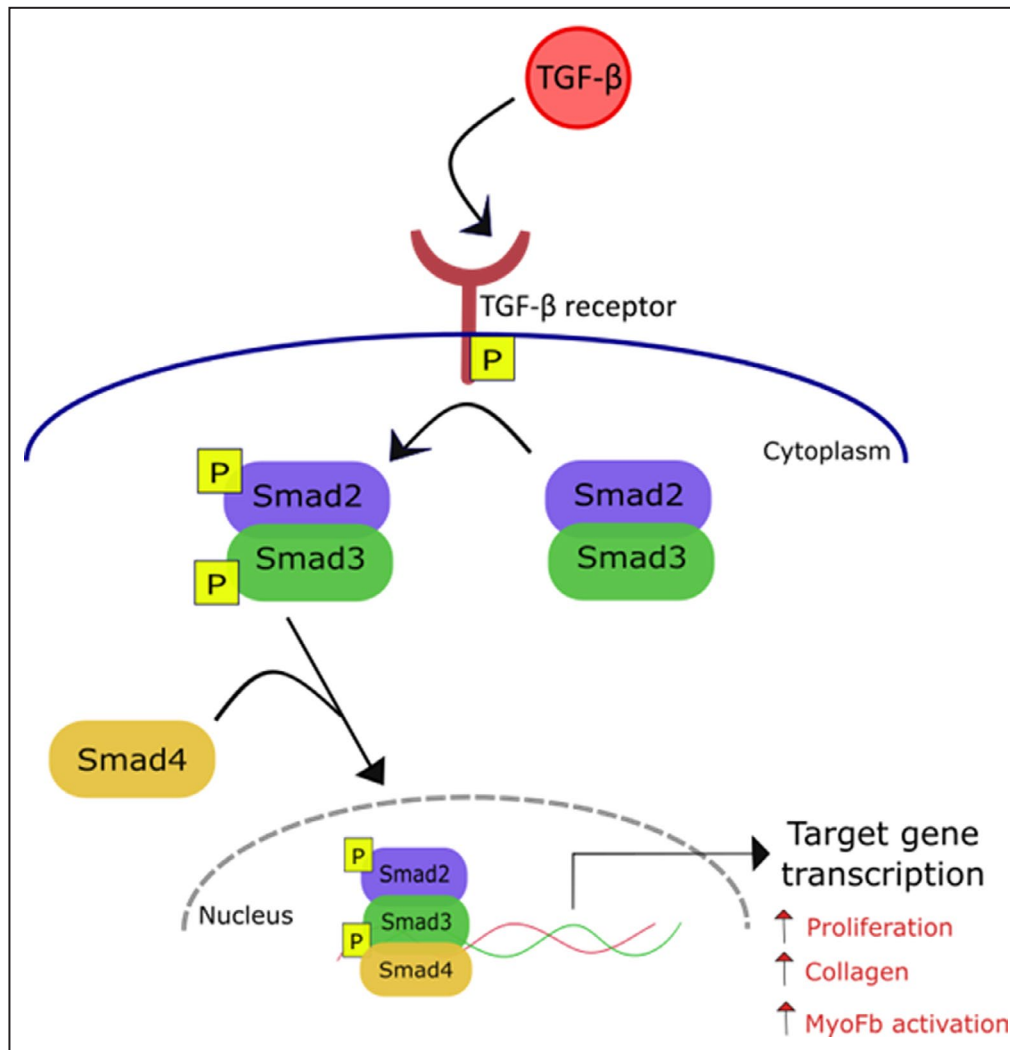 TGF-β
TGF-β receptor
P
Cytoplasm
P
Smad2
Smad2
Smad3
Smad3
P
Smad4
Target gene
transcription
P
Smad2
Nucleus
Smad3
Proliferation
P
Smad4
Collagen
MyoFb activation